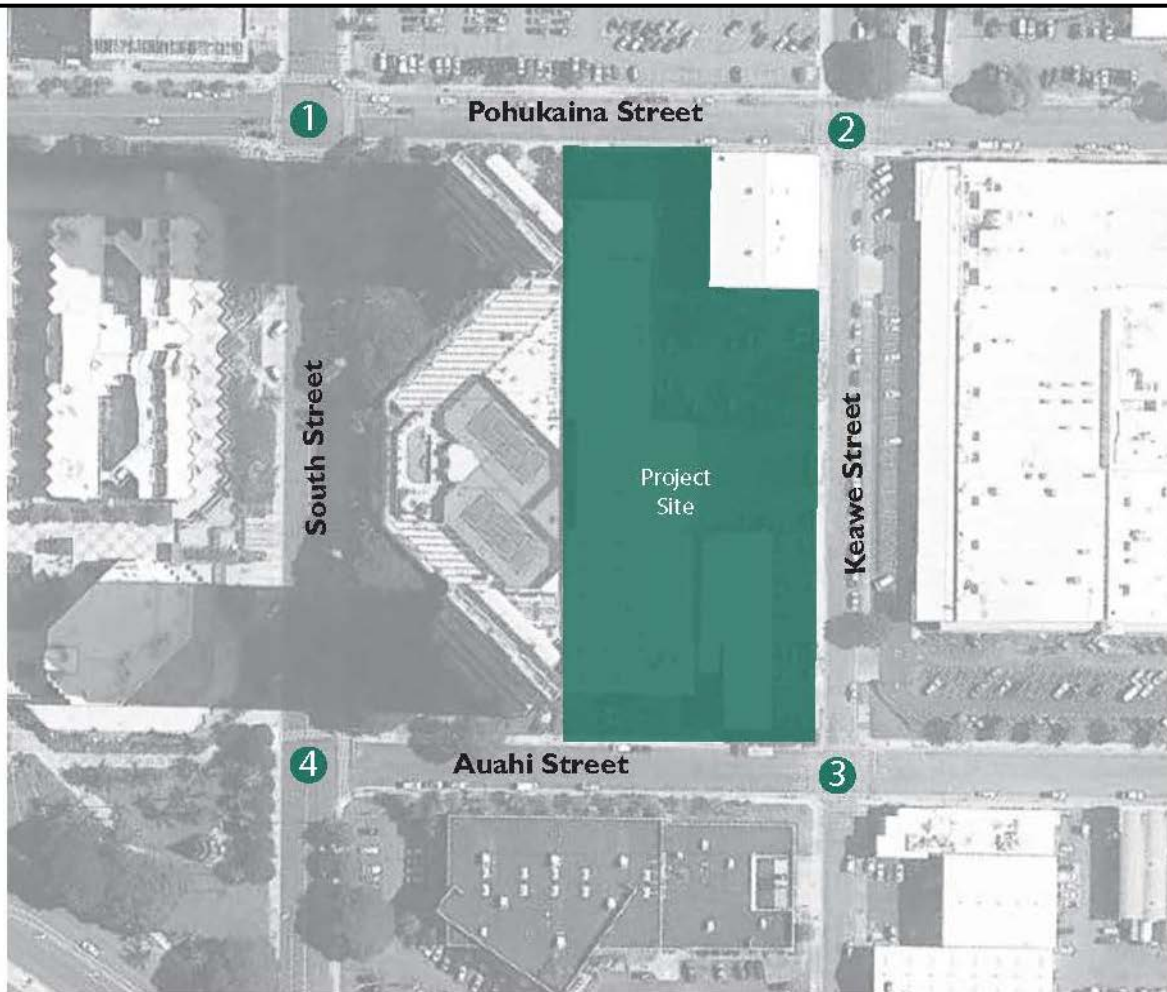 1
Pohukaina Street
2
South Street
Project
Site
Keawe Street
4
Auahi Street
3